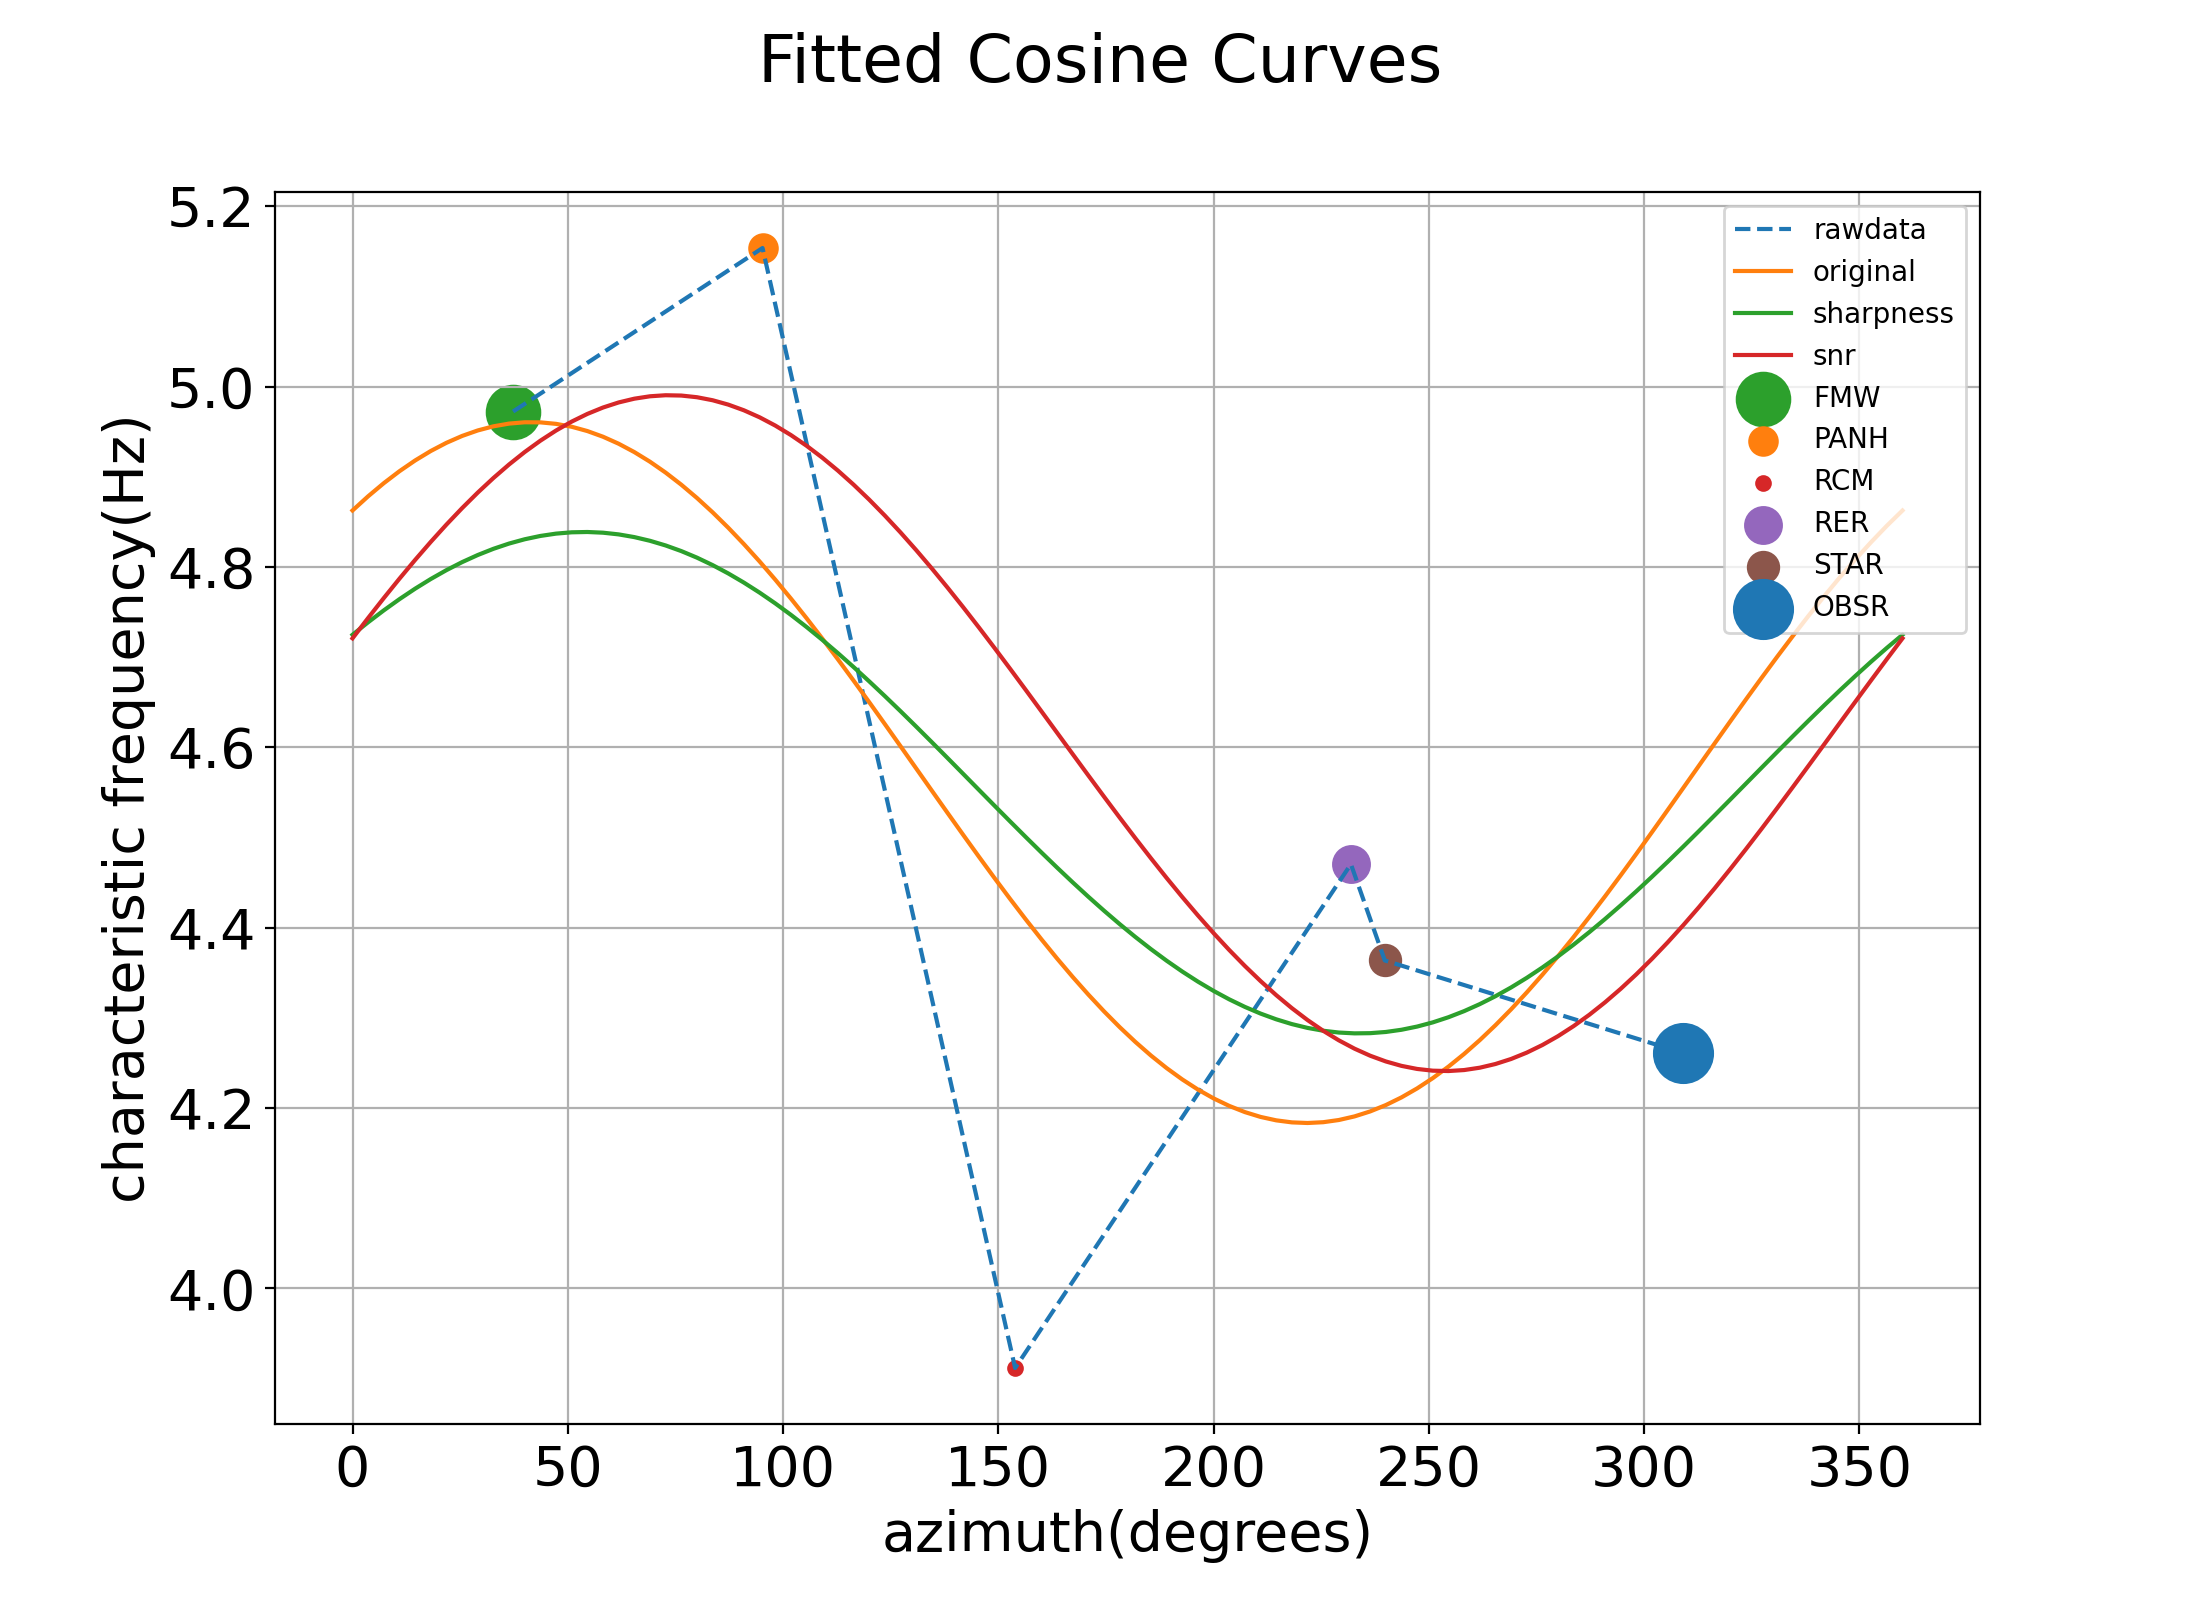 Fitted Cosine Curves
characteristic frequency(Hz)
5.2
5.0
4.8
4.6
4.4
4.2
4.0
rawdata
original
sharpness
snr
FMW
PANH
RCM
RER
STAR
OBSR
0 50 100 150 200 250 300 350
azimuth(degrees)